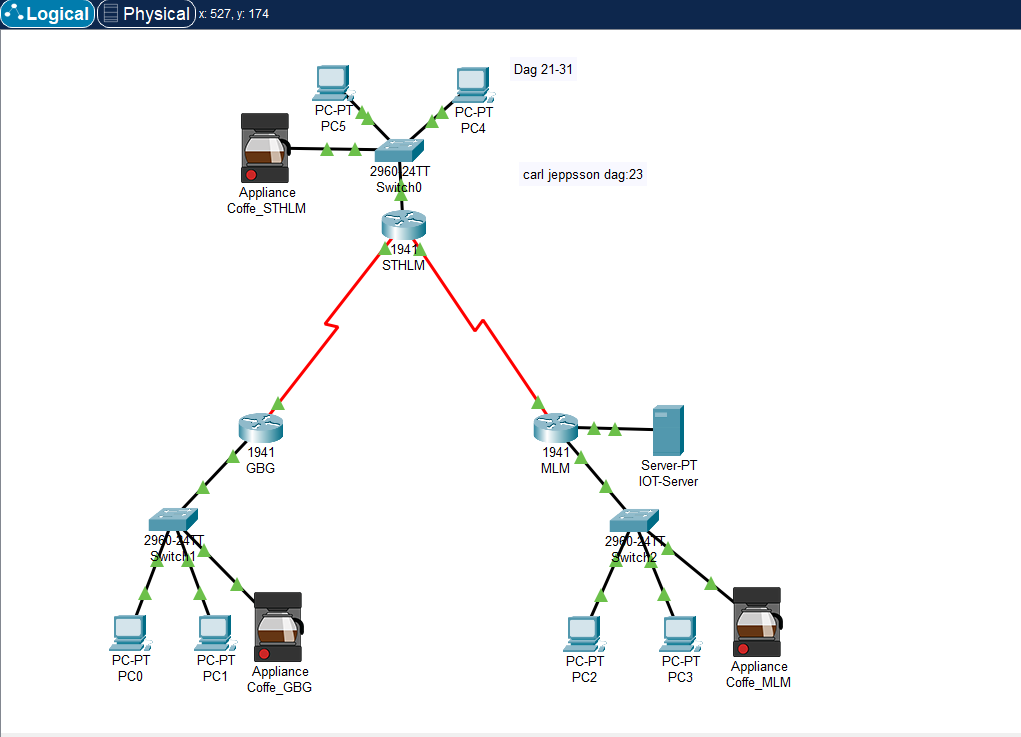 Logical Physical x: 527, y: 174
Dag 21-31
PC-PT
PC5
PC-PT
PC4
2960-24TT
Switch0
carl jeppsson dag:23
Appliance
Coffe_STHLM
1941
STHLM
1941
GBG
1941
MLM
Server-PT
IOT-Server
2960-24TT
Switch1
2960-24TT
Switch2
PC-PT
PC0
PC-PT
PC1
Appliance
Coffe_GBG
PC-PT
PC2
PC-PT
PC3
Appliance
Coffe_MLM